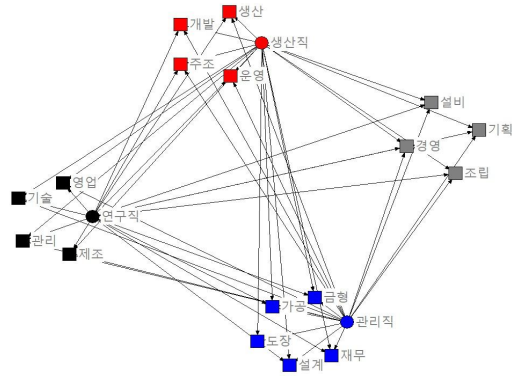 생산
개발
생산직
주조
운영
설비
기획
경영
조립
영업
기술
연구직
관리
제조
금형
가공
관리직
도장
재무
설계